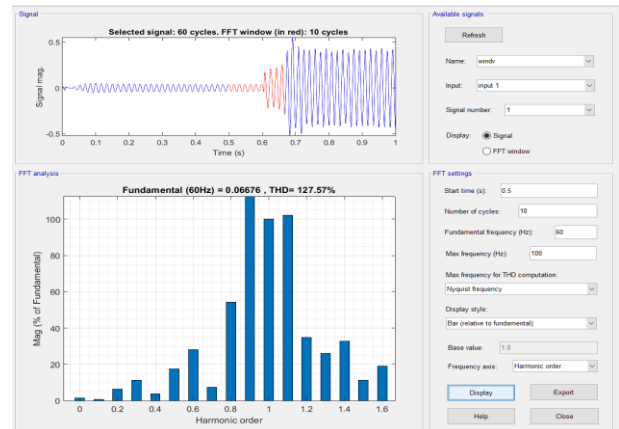 Signal
Selected signal: 60 cycles. FFT window (in red): 10 cycles
0.5
0
-0.5
Signal mag.
0 0.1 0.2 0.3 0.4 0.5 0.6 0.7 0.8 0.9 1
Time (s)
FFT analysis
Fundamental (60Hz) = 0.06676 , THD= 127.57%
100
80
60
40
20
0
Mag (% of Fundamental)
0 0.2 0.4 0.6 0.8 1 1.2 1.4 1.6
Harmonic order
Available signals
Refresh
Name: windv
Input: input 1
Signal number: 1
Display: Signal
FFT window
FFT settings
Start time (s): 0.5
Number of cycles: 10
Fundamental frequency (Hz): 60
Max frequency (Hz): 100
Max frequency for THD computation:
Nyquist frequency
Display style:
Bar (relative to fundamental)
Base value: 1.0
Frequency axis: Harmonic order
Display Export
Help Close